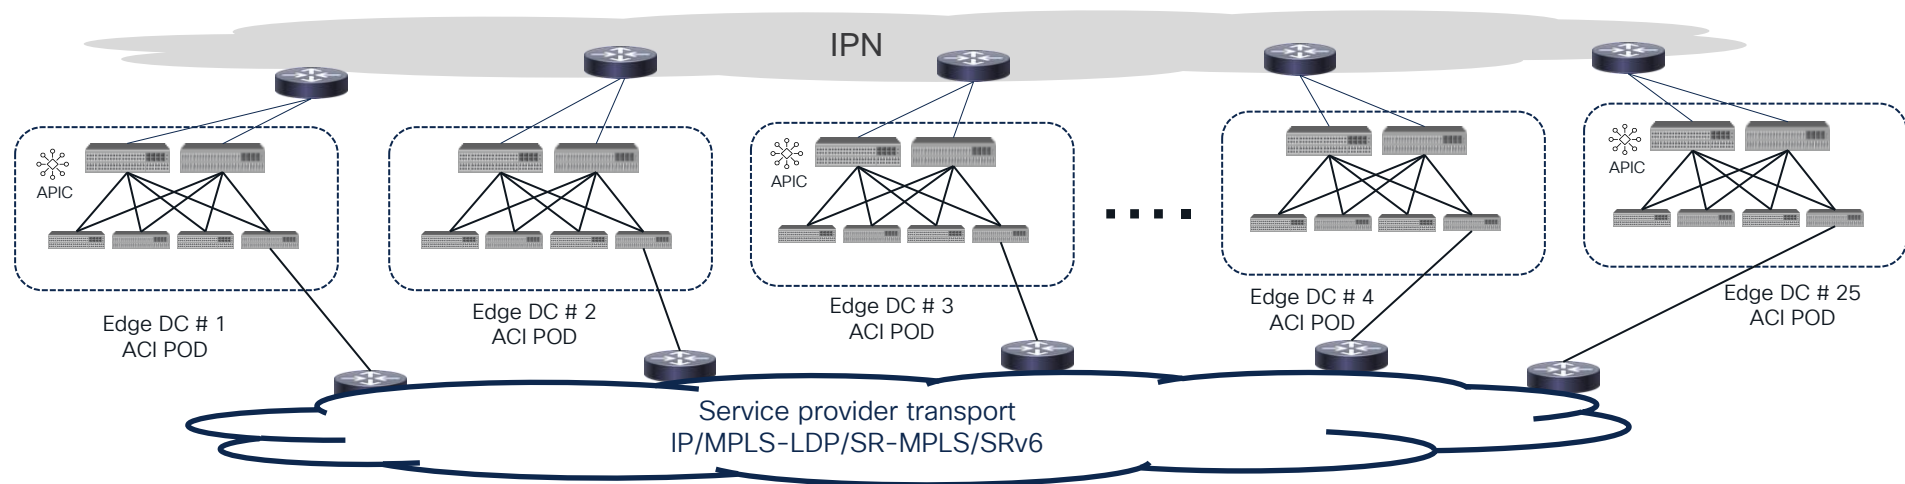 IPN
APIC
APIC
APIC
Edge DC # 1
ACI POD
Edge DC # 2
ACI POD
Edge DC # 3
ACI POD
Edge DC # 4
ACI POD
Edge DC # 25
ACI POD
Service provider transport
IP/MPLS-LDP/SR-MPLS/SRv6